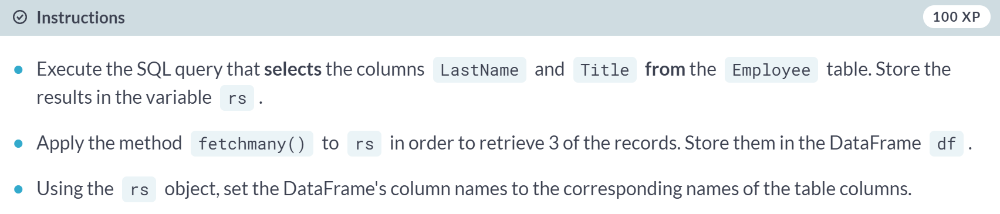 Instructions
100 XP
Execute the SQL query that selects the columns LastName and Title from the Employee table. Store the
results in the variable rs .
Apply the method fetchmany() to rs in order to retrieve 3 of the records. Store them in the DataFrame df .
Using the rs object, set the DataFrame's column names to the corresponding names of the table columns.